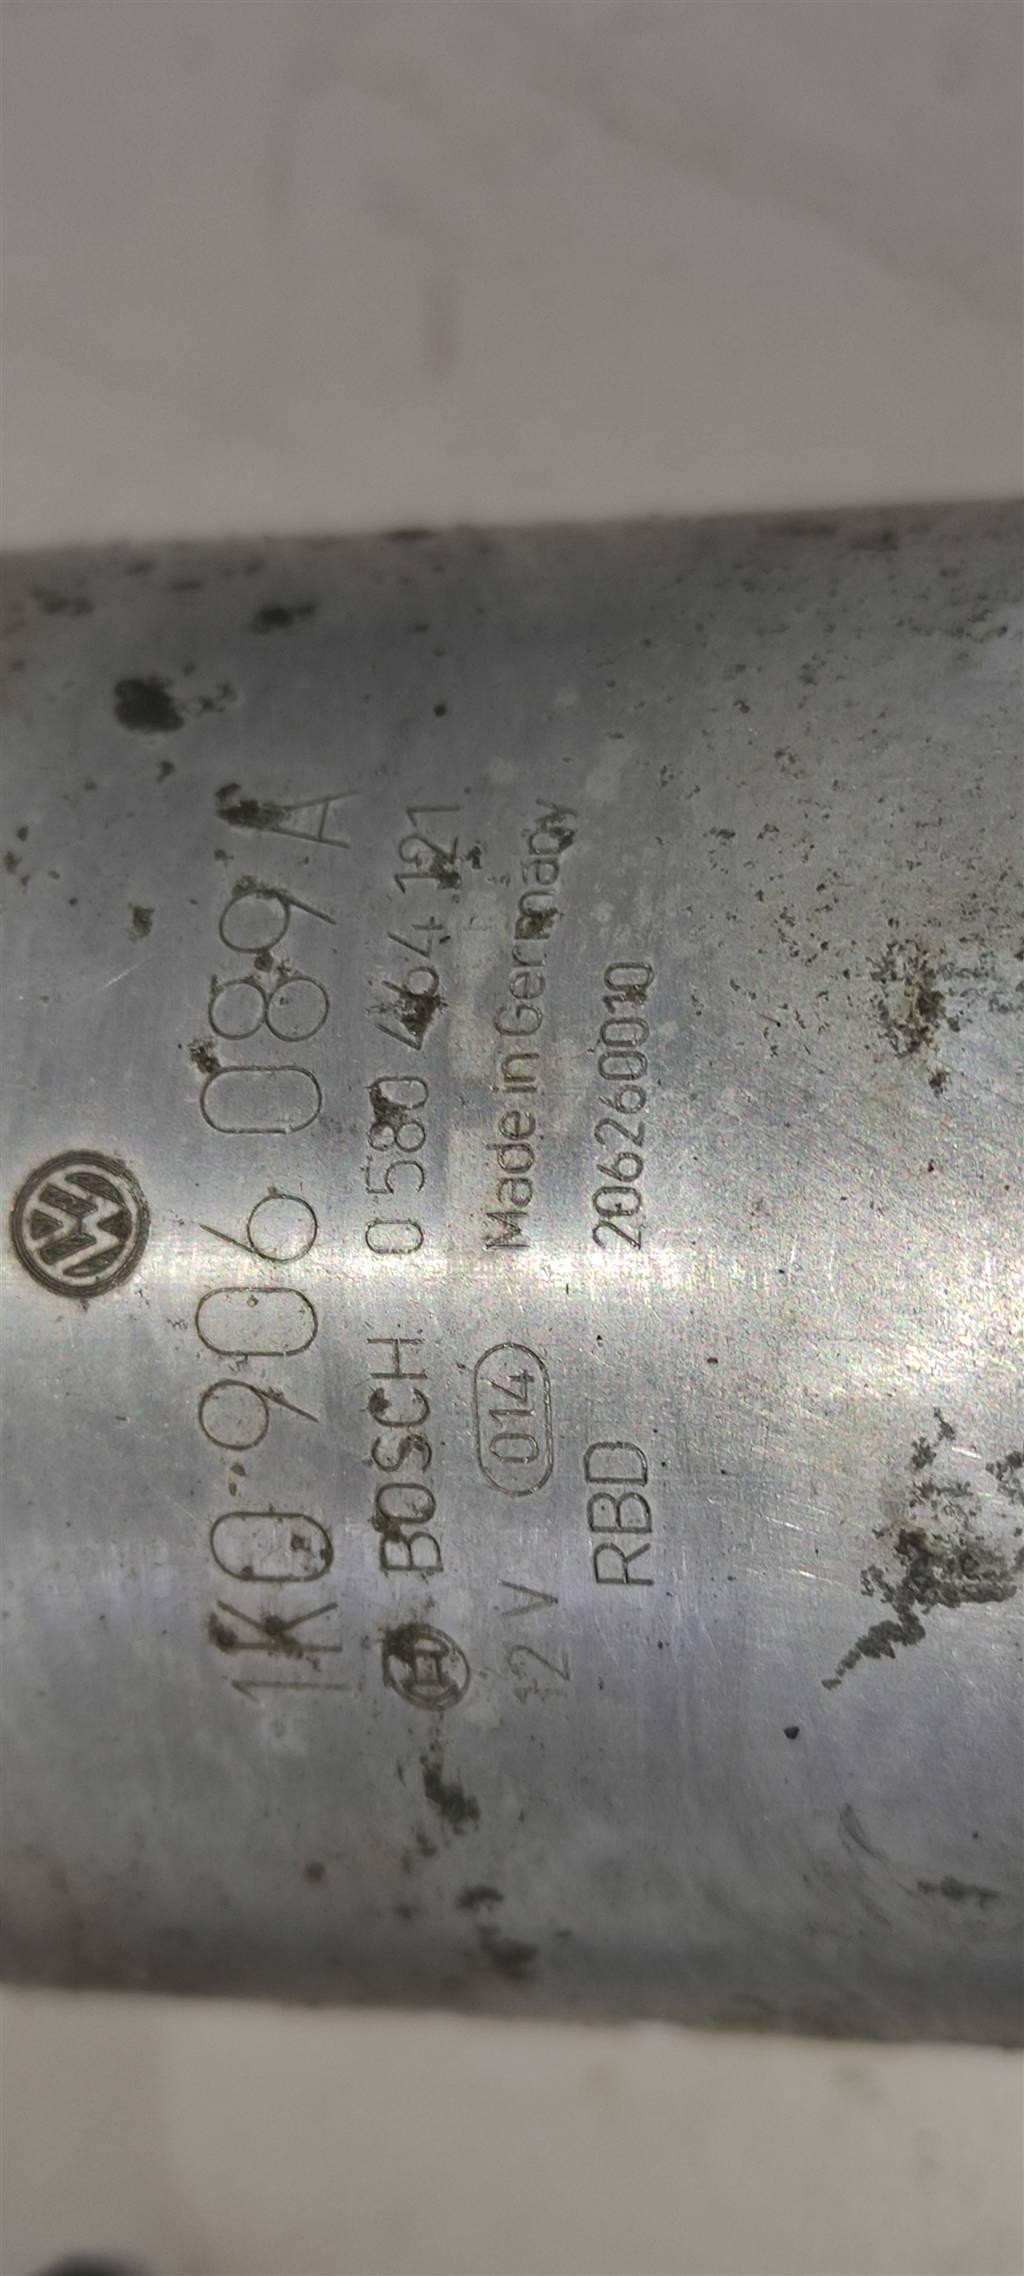 1K0 906 089 A
BOSCH 0 580 464 121
12 V 014 Made in Germany
RBD 206260010